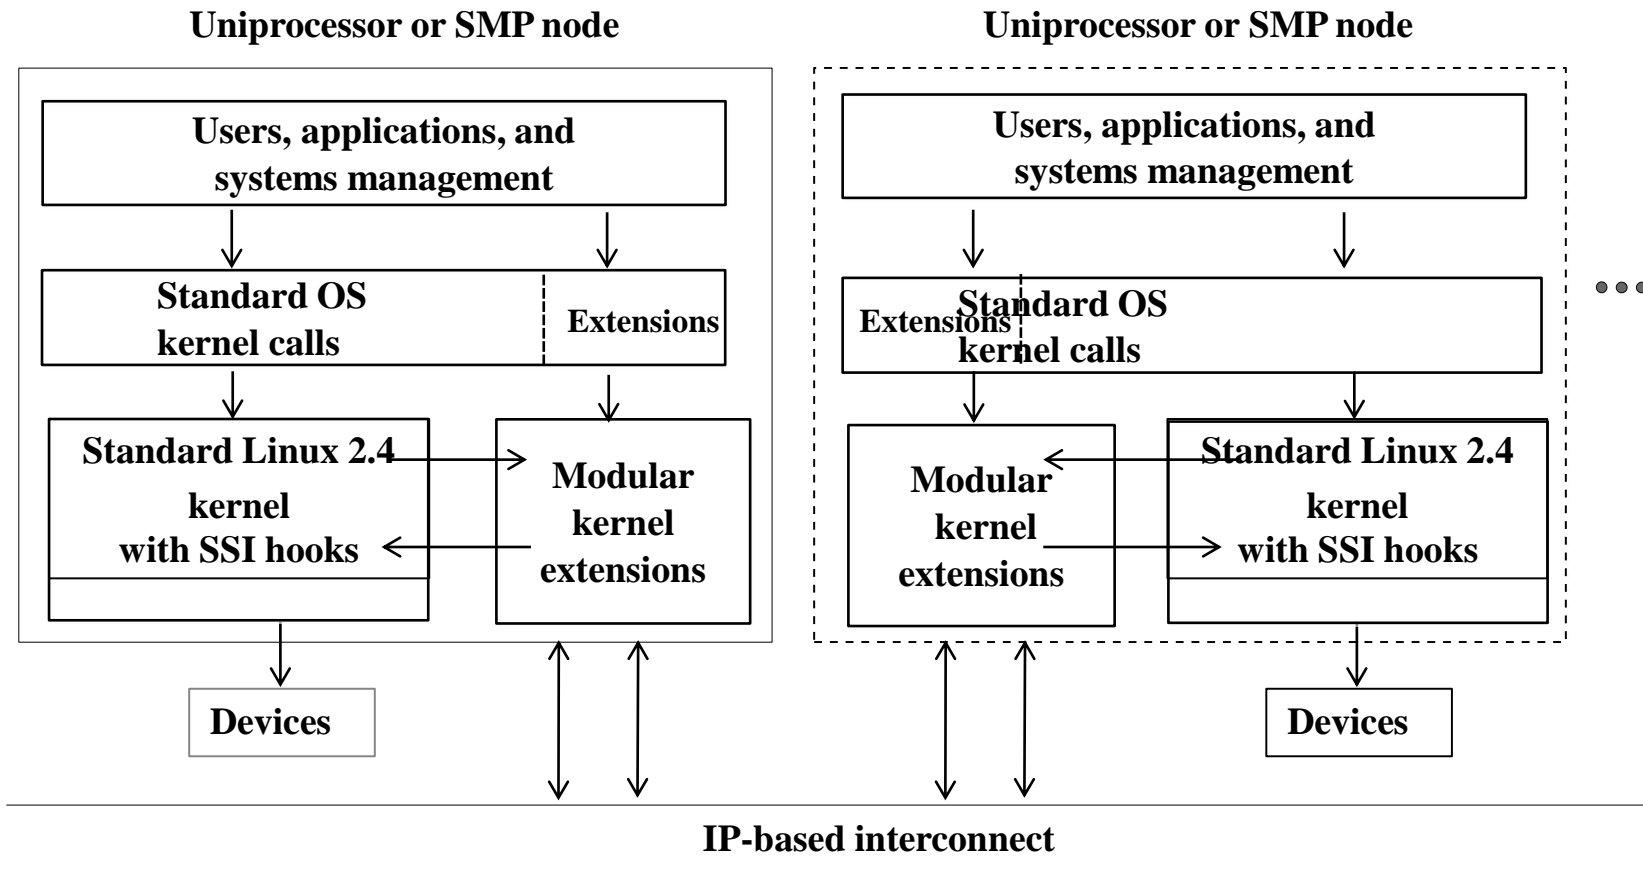 Uniprocessor or SMP node
Users, applications, and
systems management
Standard OS
kernel calls
Extensions
Standard Linux 2.4
kernel
with SSI hooks
Modular
kernel
extensions
Devices
Uniprocessor or SMP node
Users, applications, and
systems management
Extensions
Standard OS
kernel calls
Modular
kernel
extensions
Standard Linux 2.4
kernel
with SSI hooks
Devices
IP-based interconnect